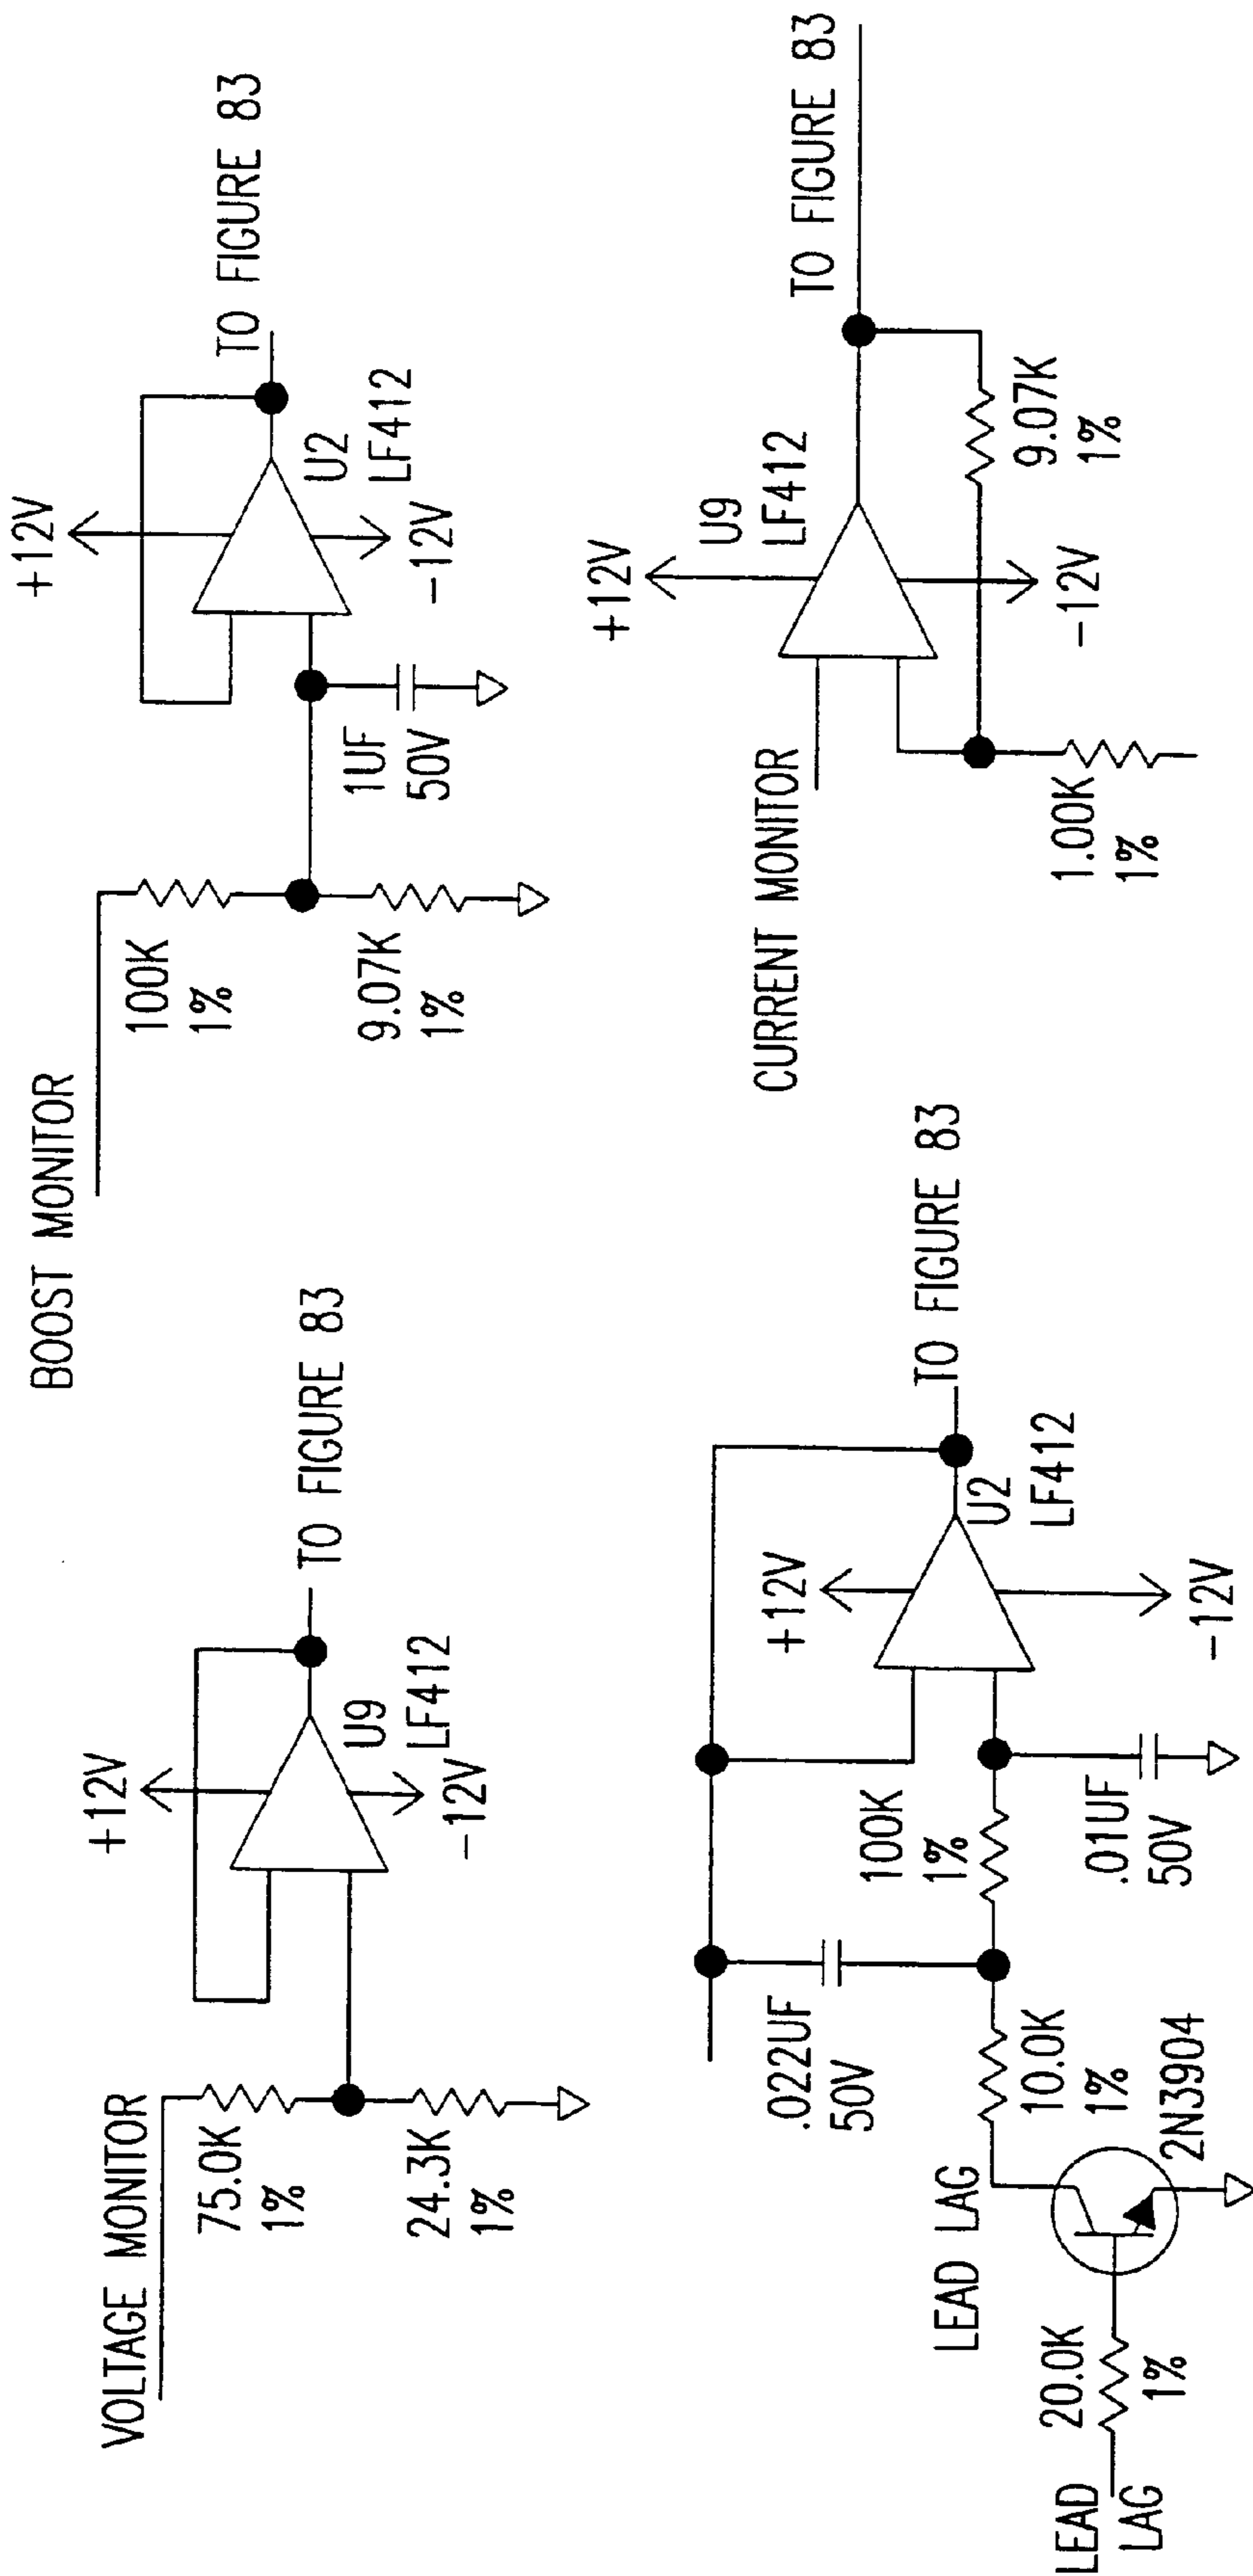 VOLTAGE MONITOR
75.0K
1%
24.3K
1%
+12V
-12V
U9
LF412
TO FIGURE 83
BOOST MONITOR
100K
1%
9.07K
1%
1UF
50V
+12V
-12V
U2
LF412
TO FIGURE 83
LEAD
LAG
20.0K
1%
LEAD LAG
2N3904
10.0K
1%
.022UF
50V
100K
1%
.01UF
50V
+12V
-12V
U2
LF412
TO FIGURE 83
CURRENT MONITOR
1.00K
1%
+12V
-12V
U9
LF412
9.07K
1%
TO FIGURE 83